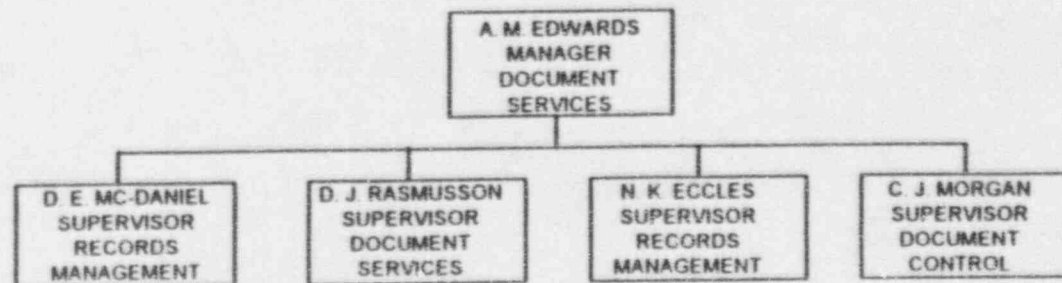 A. M. EDWARDS
MANAGER
DOCUMENT
SERVICES
D. E. MC-DANIEL
SUPERVISOR
RECORDS
MANAGEMENT
D. J. RASMUSSON
SUPERVISOR
DOCUMENT
SERVICES
N. K. ECCLES
SUPERVISOR
RECORDS
MANAGEMENT
C. J. MORGAN
SUPERVISOR
DOCUMENT
CONTROL